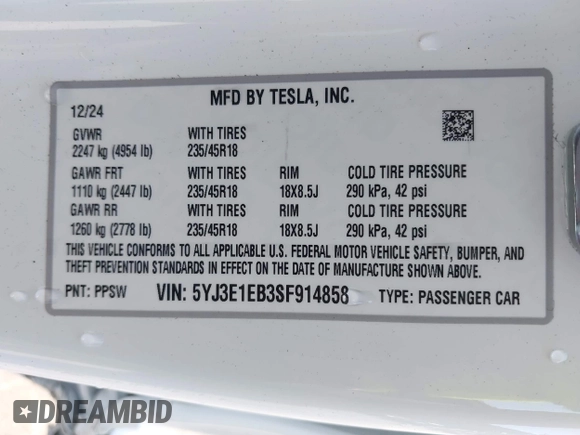 MFD BY TESLA, INC.
12/24
GVWR WITH TIRES
2247 kg (4954 lb) 235/45R18
GAWR FRT WITH TIRES RIM COLD TIRE PRESSURE
1110 kg (2447 lb) 235/45R18 18X8.5J 290 kPa, 42 psi
GAWR RR WITH TIRES RIM COLD TIRE PRESSURE
1260 kg (2778 lb) 235/45R18 18X8.5J 290 kPa, 42 psi
THIS VEHICLE CONFORMS TO ALL APPLICABLE U.S. FEDERAL MOTOR VEHICLE SAFETY, BUMPER, AND
THEFT PREVENTION STANDARDS IN EFFECT ON THE DATE OF MANUFACTURE SHOWN ABOVE.
PNT: PPSW VIN: 5YJ3E1EB3SF914858 TYPE: PASSENGER CAR
DREAMBID